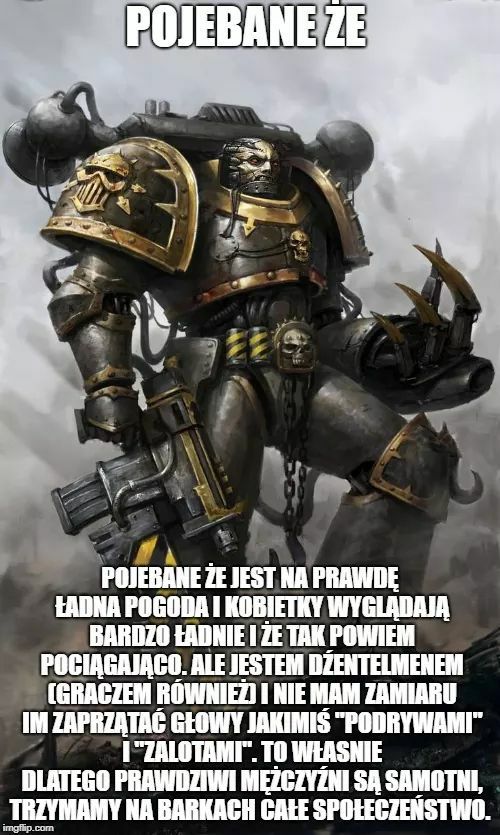 POJEBANE ŻE
POJEBANE ŻE JEST NA PRAWDĘ
ŁADNA POGODA I KOBIETKY WYGLĄDAJĄ
BARDZO ŁADNIE I ŻE TAK POWIEM
POCIĄGAJĄCO. ALE JESTEM DŹENTELMENEM
(GRACZEM RÓWNIEŻ) I NIE MAM ZAMIARU
IM ZAPRZĄTAĆ GŁOWY JAKIMIŚ "PODRYWAMI"
I "ZALOTAMI". TO WŁASNIE
DLATEGO PRAWDZIWI MĘŻCZYŹNI SĄ SAMOTNI,
TRZYMAMY NA BARKACH CAŁE SPOŁECZEŃSTWO.
imgflip.com